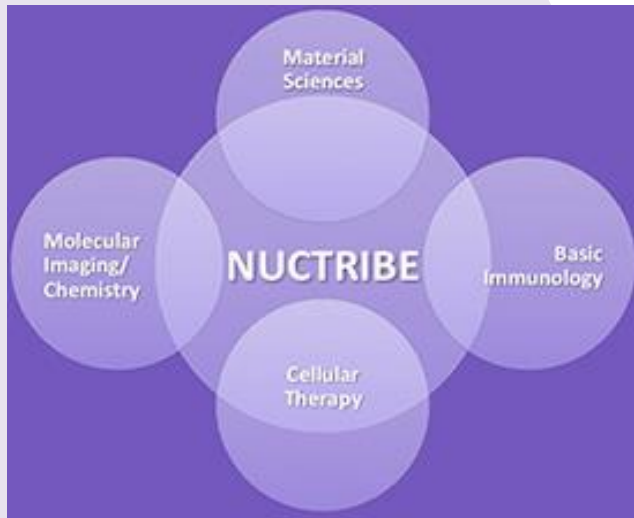 Material
Sciences
Molecular
Imaging/
Chemistry
NUCTRIBE
Basic
Immunology
Cellular
Therapy